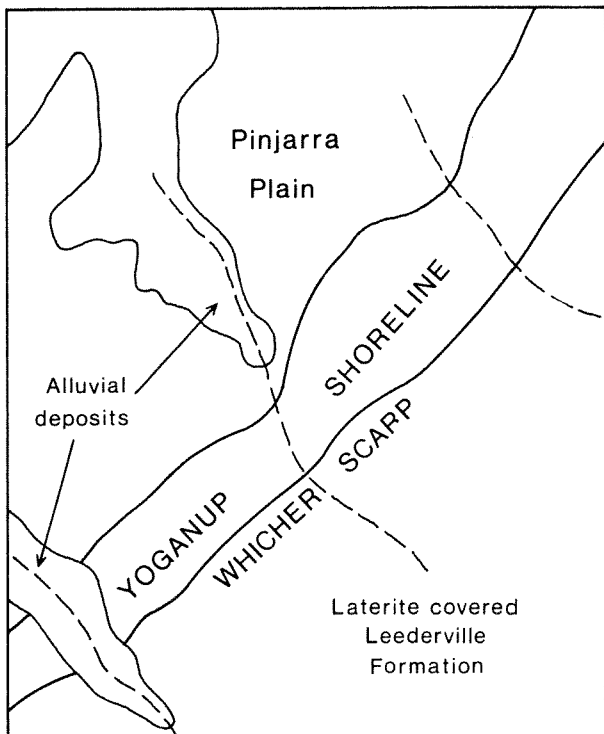 Pinjarra
Plain
SHORELINE
Alluvial
deposits
SCARP
YOGANUP
WHICHER
Laterite covered
Leederville
Formation